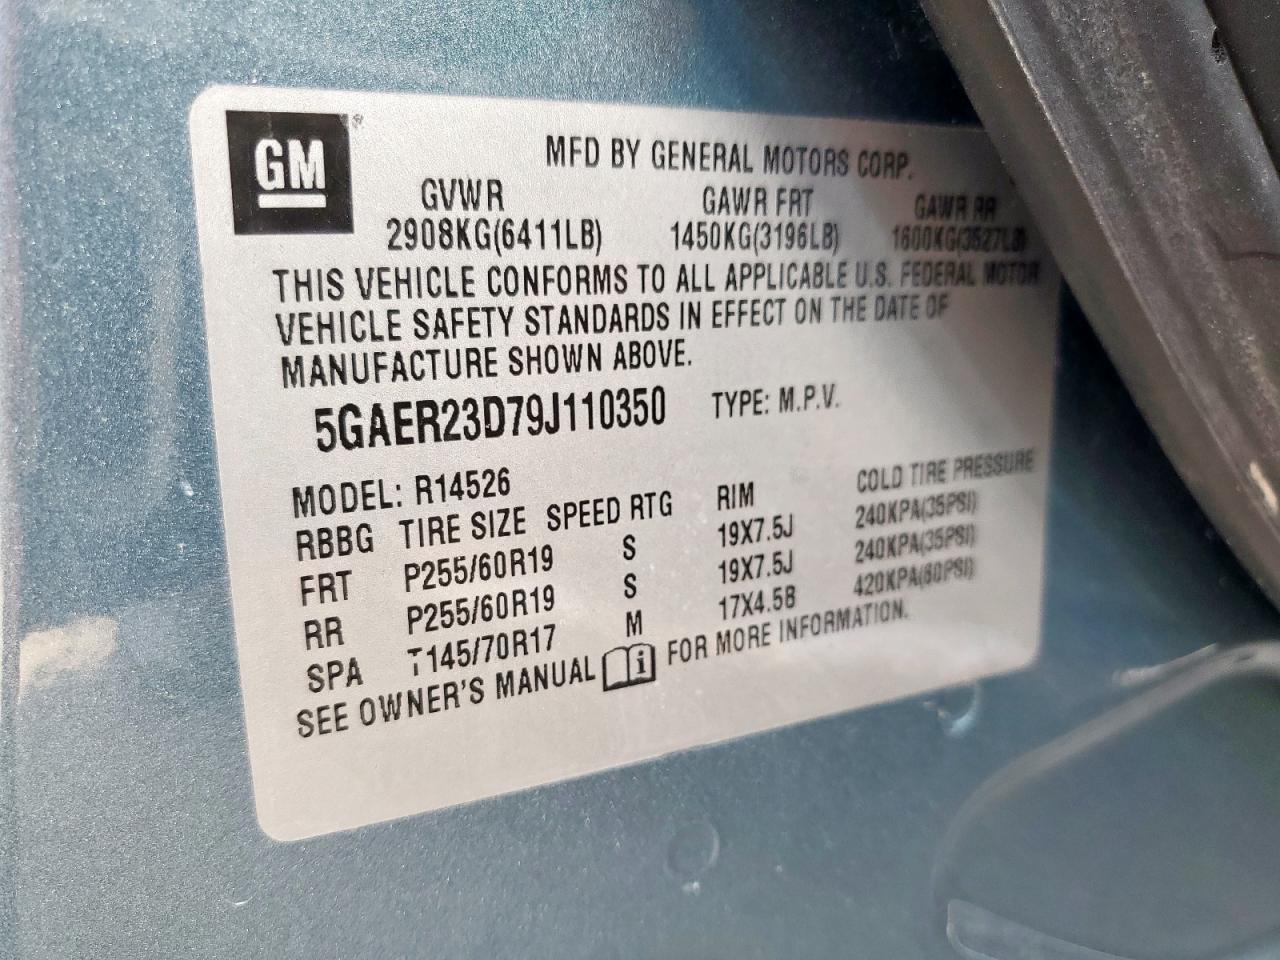 GM
MFD BY GENERAL MOTORS CORP.
GVWR GAWR FRT GAWR RR
2908KG(6411LB) 1450KG(3196LB) 1600KG(3527LB)
THIS VEHICLE CONFORMS TO ALL APPLICABLE U.S. FEDERAL MOTOR
VEHICLE SAFETY STANDARDS IN EFFECT ON THE DATE OF
MANUFACTURE SHOWN ABOVE.
5GAER23D79J110350 TYPE: M.P.V.
MODEL: R14526
RBBG TIRE SIZE SPEED RTG RIM COLD TIRE PRESSURE
FRT P255/60R19 S 19X7.5J 240KPA(35PSI)
RR P255/60R19 S 19X7.5J 240KPA(35PSI)
SPA T145/70R17 M 17X4.5B 420KPA(60PSI)
SEE OWNER'S MANUAL i FOR MORE INFORMATION.